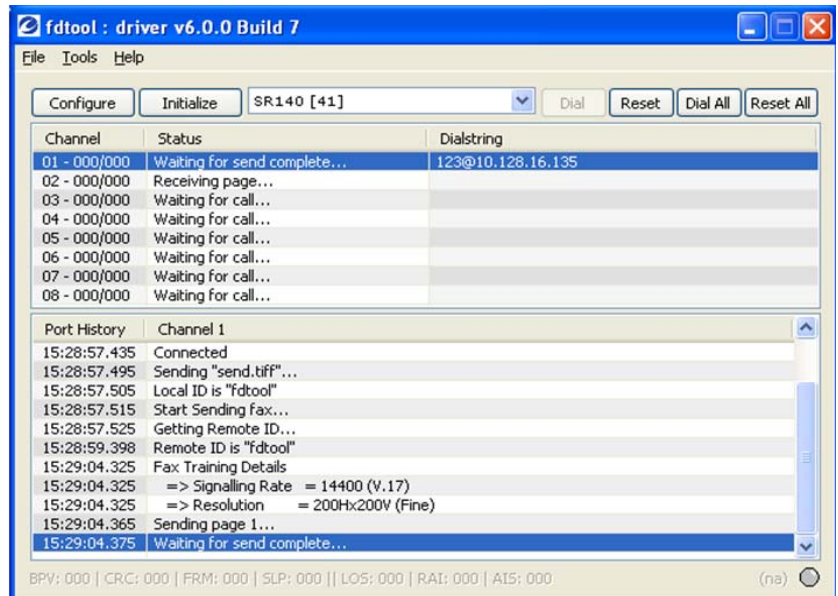 fdtool : driver v6.0.0 Build 7
File Tools Help
Configure Initialize SR140 [41] Dial Reset Dial All Reset All
Channel Status Dialstring
01 - 000/000 Waiting for send complete... 123@10.128.16.135
02 - 000/000 Receiving page...
03 - 000/000 Waiting for call...
04 - 000/000 Waiting for call...
05 - 000/000 Waiting for call...
06 - 000/000 Waiting for call...
07 - 000/000 Waiting for call...
08 - 000/000 Waiting for call...
Port History Channel 1
15:28:57.435 Connected
15:28:57.495 Sending "send.tiff"...
15:28:57.505 Local ID is "fdtool"
15:28:57.515 Start Sending fax...
15:28:57.525 Getting Remote ID...
15:28:59.398 Remote ID is "fdtool"
15:29:04.325 Fax Training Details
15:29:04.325 => Signalling Rate = 14400 (V.17)
15:29:04.325 => Resolution = 200Hx200V (Fine)
15:29:04.365 Sending page 1...
15:29:04.375 Waiting for send complete...
BPV: 000 | CRC: 000 | FRM: 000 | SLP: 000 || LOS: 000 | RAI: 000 | AIS: 000 (na)